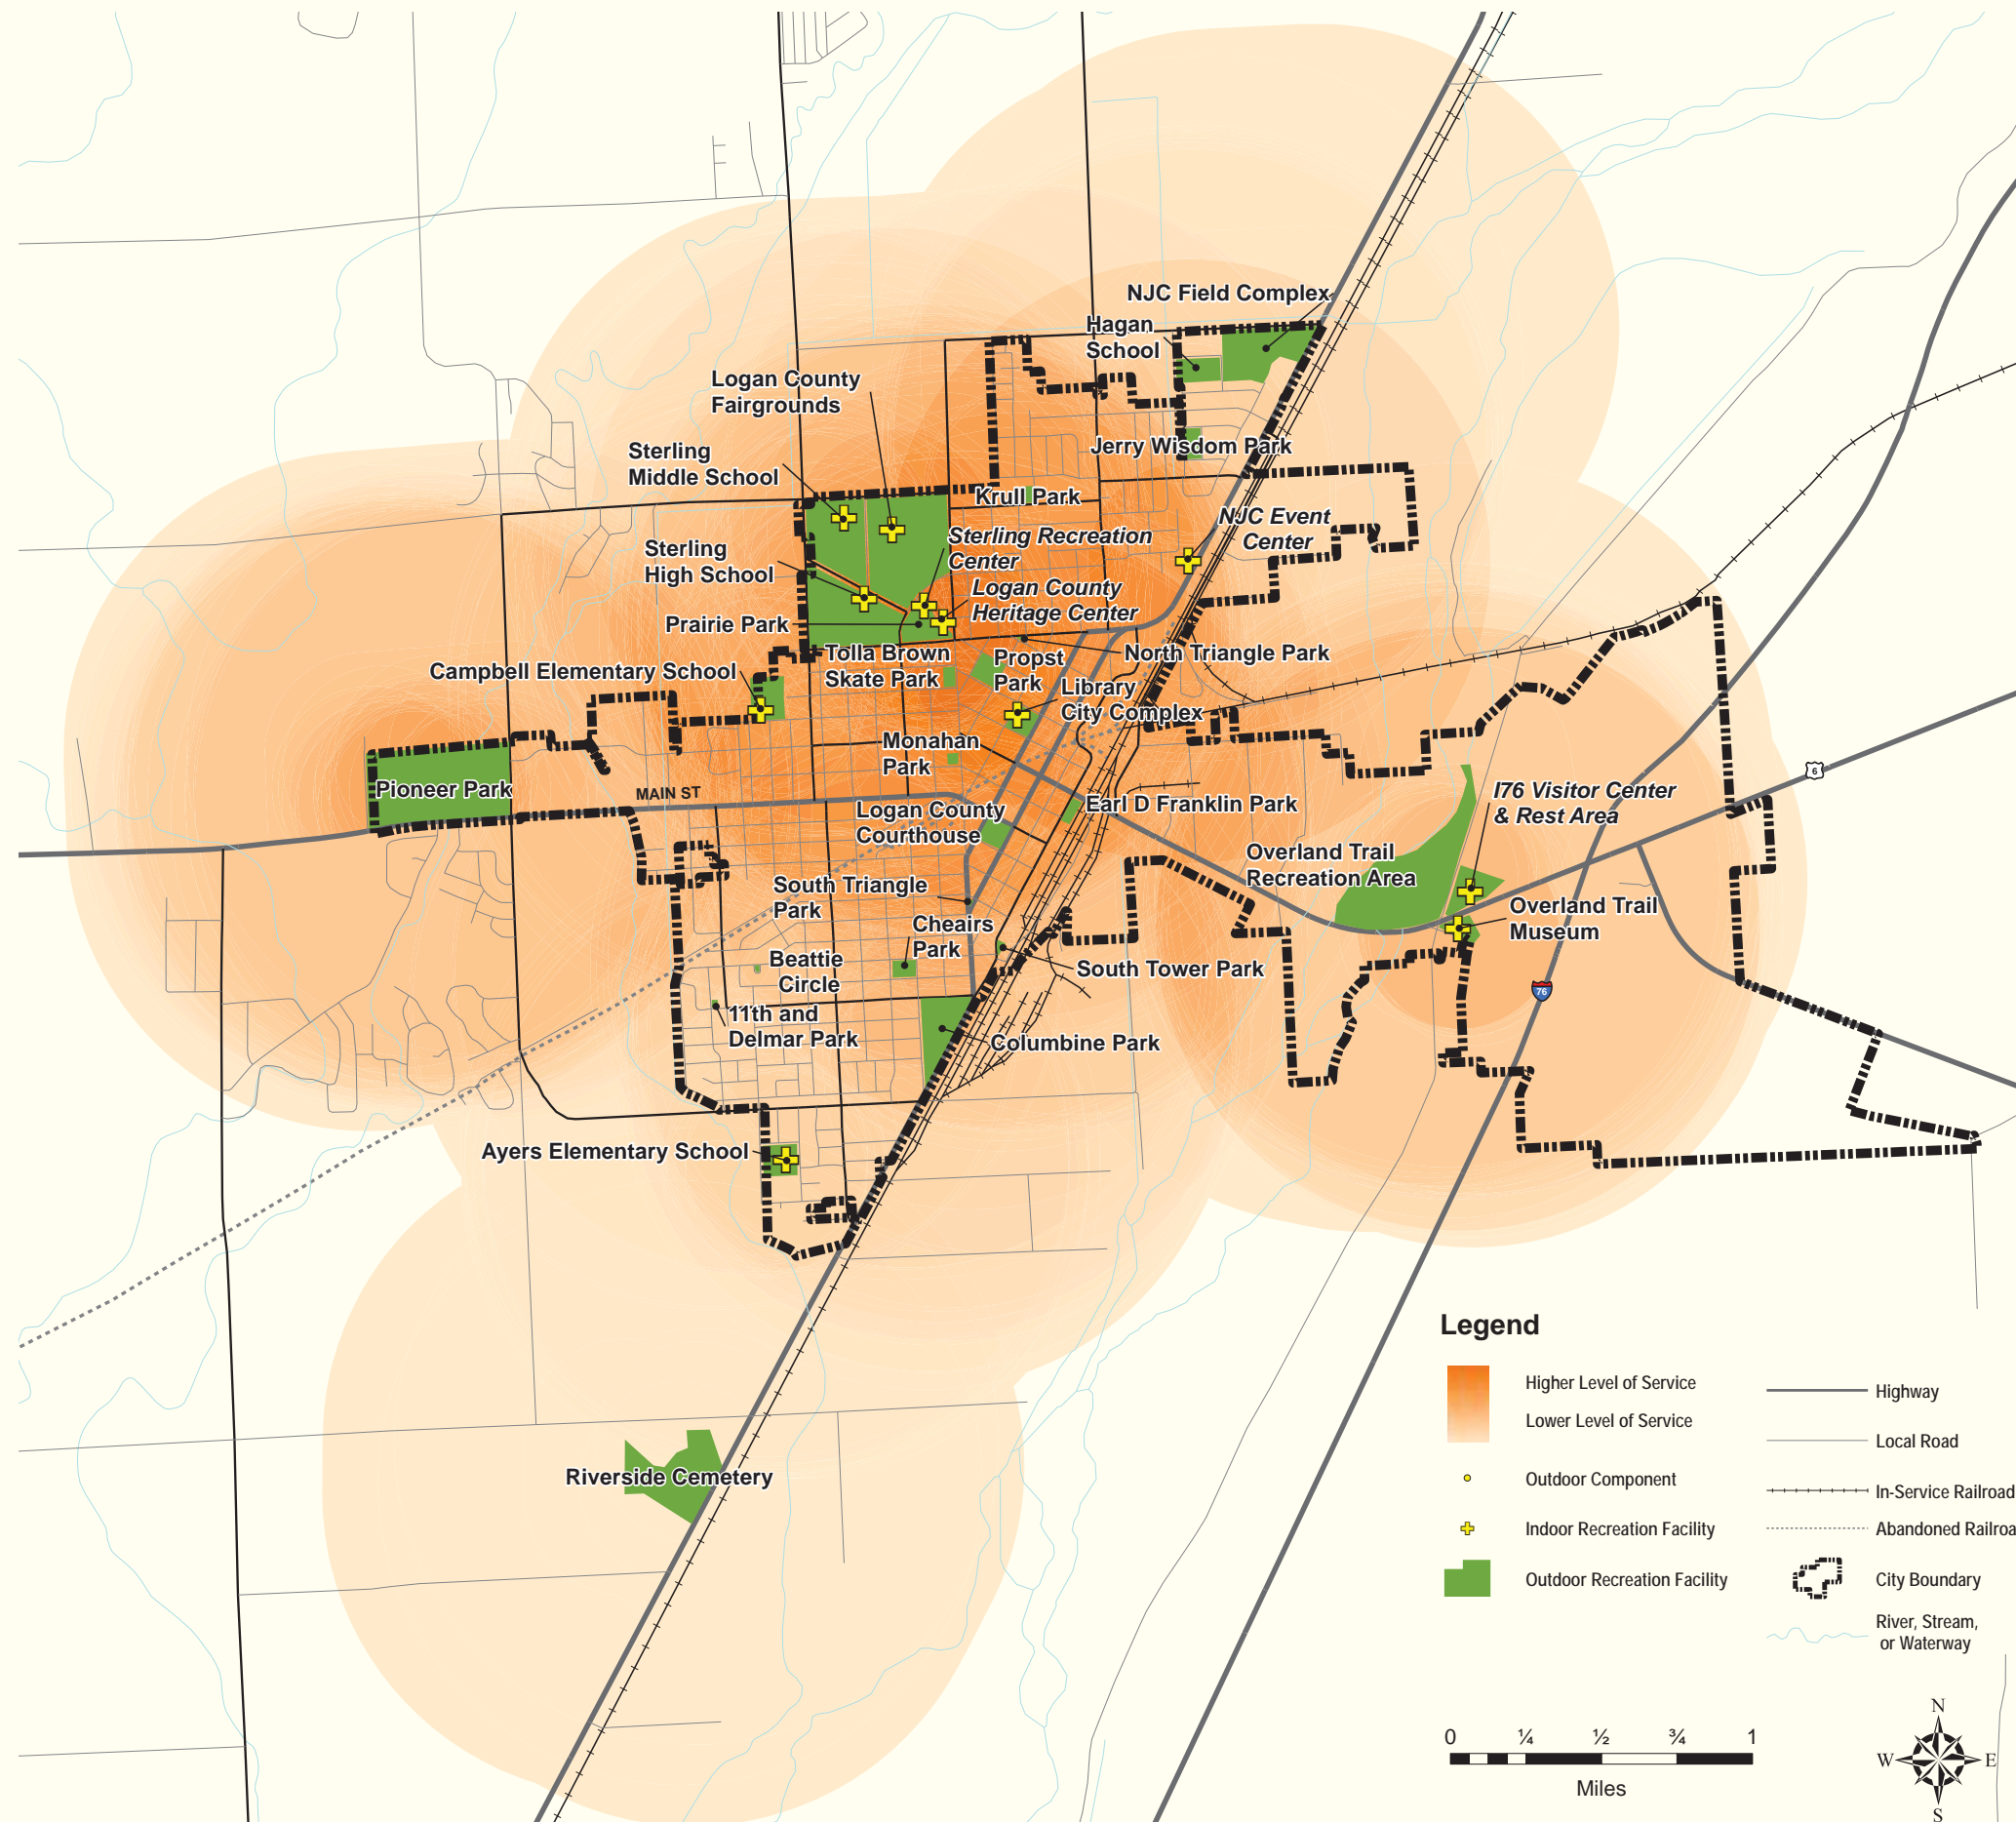 NJC Field Complex
Hagan
School
Logan County
Fairgrounds
Jerry Wisdom Park
Sterling
Middle School
Krull Park
NJC Event
Center
Sterling Recreation
Center
Sterling
High School
Logan County
Heritage Center
Prairie Park
Tolla Brown
Skate Park
Propst
Park
North Triangle Park
Campbell Elementary School
Library
City Complex
Monahan
Park
Pioneer Park
MAIN ST
6
I76 Visitor Center
& Rest Area
Logan County
Courthouse
Earl D Franklin Park
Overland Trail
Recreation Area
South Triangle
Park
Overland Trail
Museum
Cheairs
Park
Beattie
Circle
South Tower Park
76
11th and
Delmar Park
Columbine Park
Ayers Elementary School
Riverside Cemetery
Legend
Higher Level of Service
Lower Level of Service
Outdoor Component
Indoor Recreation Facility
Outdoor Recreation Facility
Highway
Local Road
In-Service Railroad
Abandoned Railroa
City Boundary
River, Stream,
or Waterway
0 ¼ ½ ¾ 1
Miles
N
W E
S